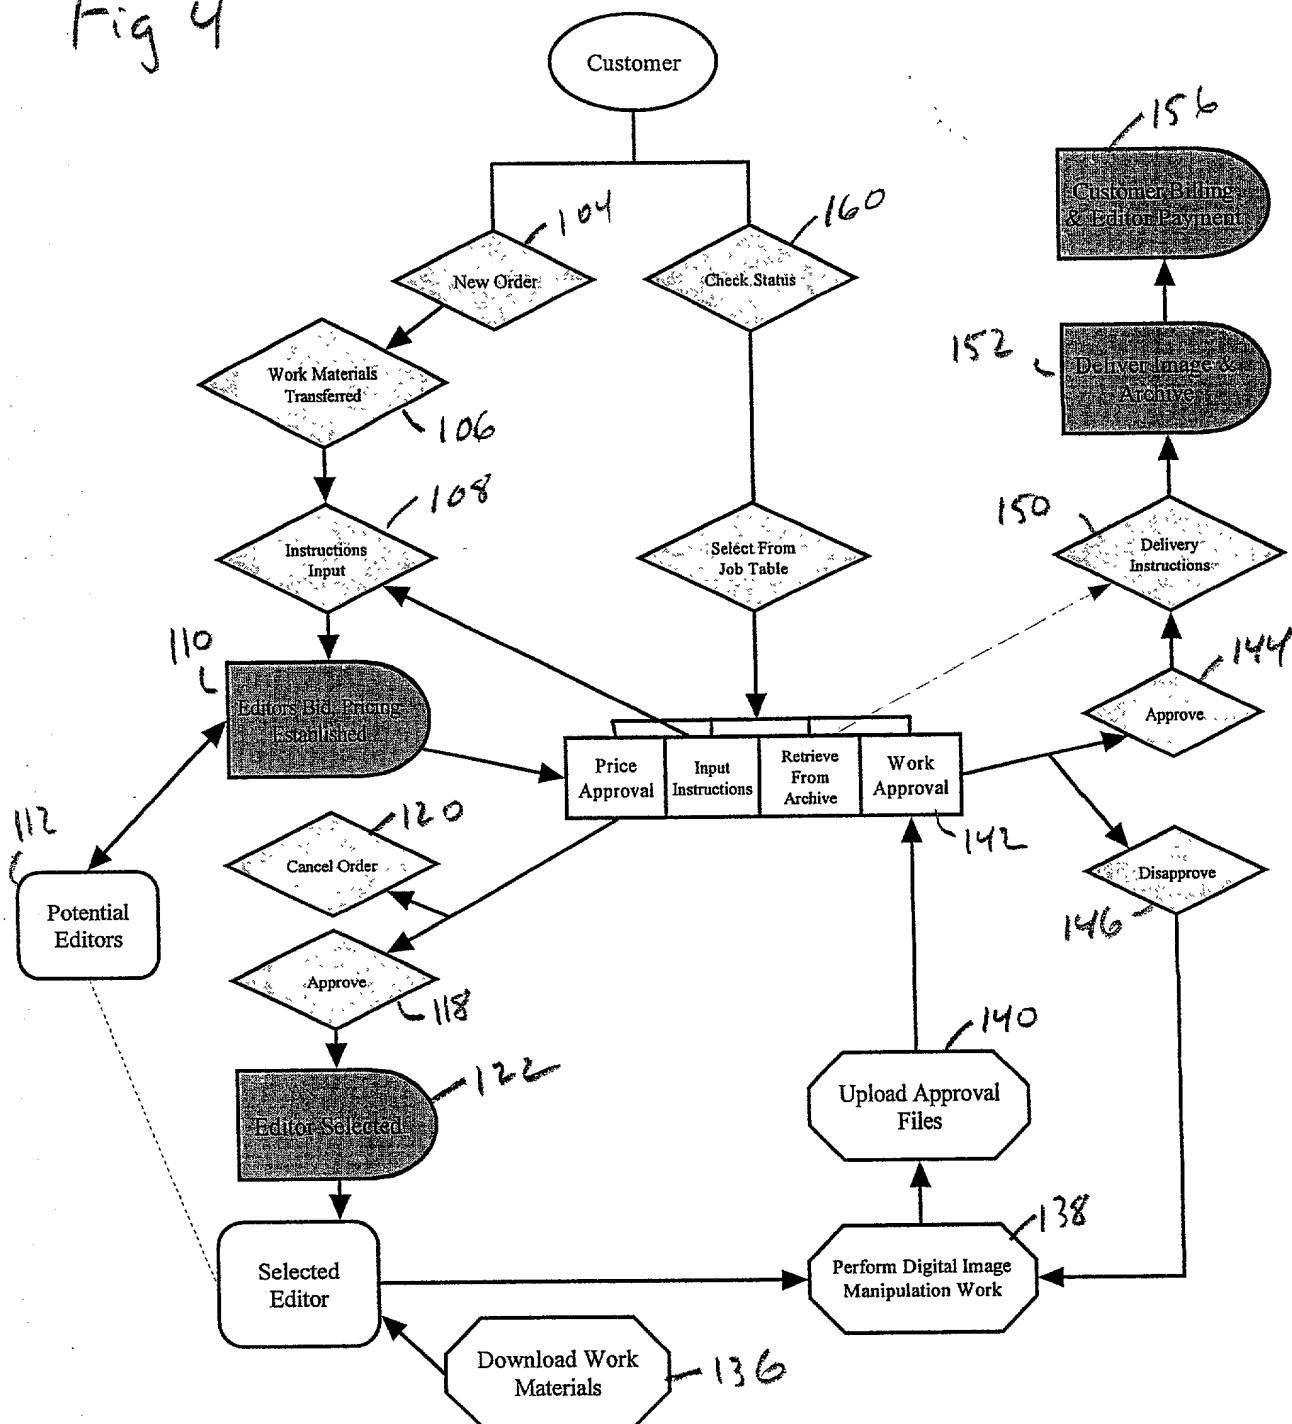 Fig 4
Customer
156
Customer Billing
& Editor Payment
104
160
New Order
Check Status
152
Deliver Image &
Archive
Work Materials
Transferred
106
108
150
Instructions
Input
Select From
Job Table
Delivery
Instructions
110
144
Editors Bid, Pricing
Established
Approve
Price
Approval
Input
Instructions
Retrieve
From
Archive
Work
Approval
142
112
120
Cancel Order
Disapprove
146
Potential
Editors
Approve
118
140
122
Upload Approval
Files
Editor Selected
138
Selected
Editor
Perform Digital Image
Manipulation Work
Download Work
Materials
136